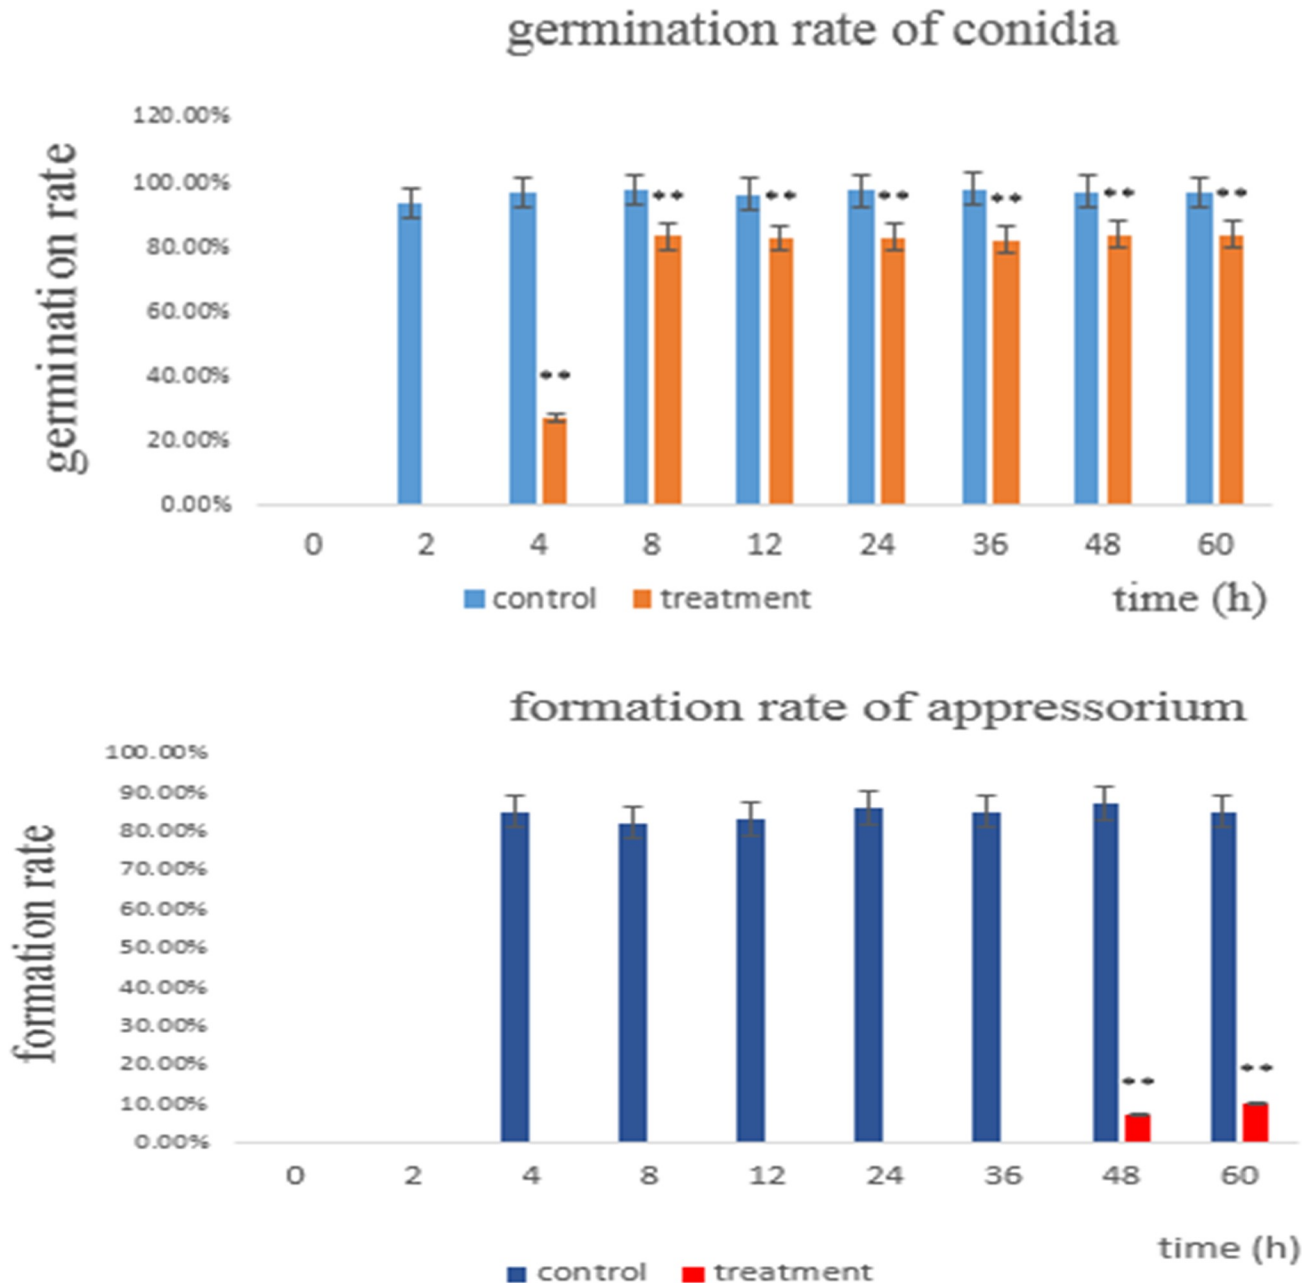 germination rate of conidia
germination rate
120.00%
100.00%
80.00%
60.00%
40.00%
20.00%
0.00%
** ** ** ** ** **
**
0 2 4 8 12 24 36 48 60
control treatment
time (h)
formation rate of appressorium
formation rate
100.00%
90.00%
80.00%
70.00%
60.00%
50.00%
40.00%
30.00%
20.00%
10.00%
0.00%
** **
0 2 4 8 12 24 36 48 60
time (h)
control treatment